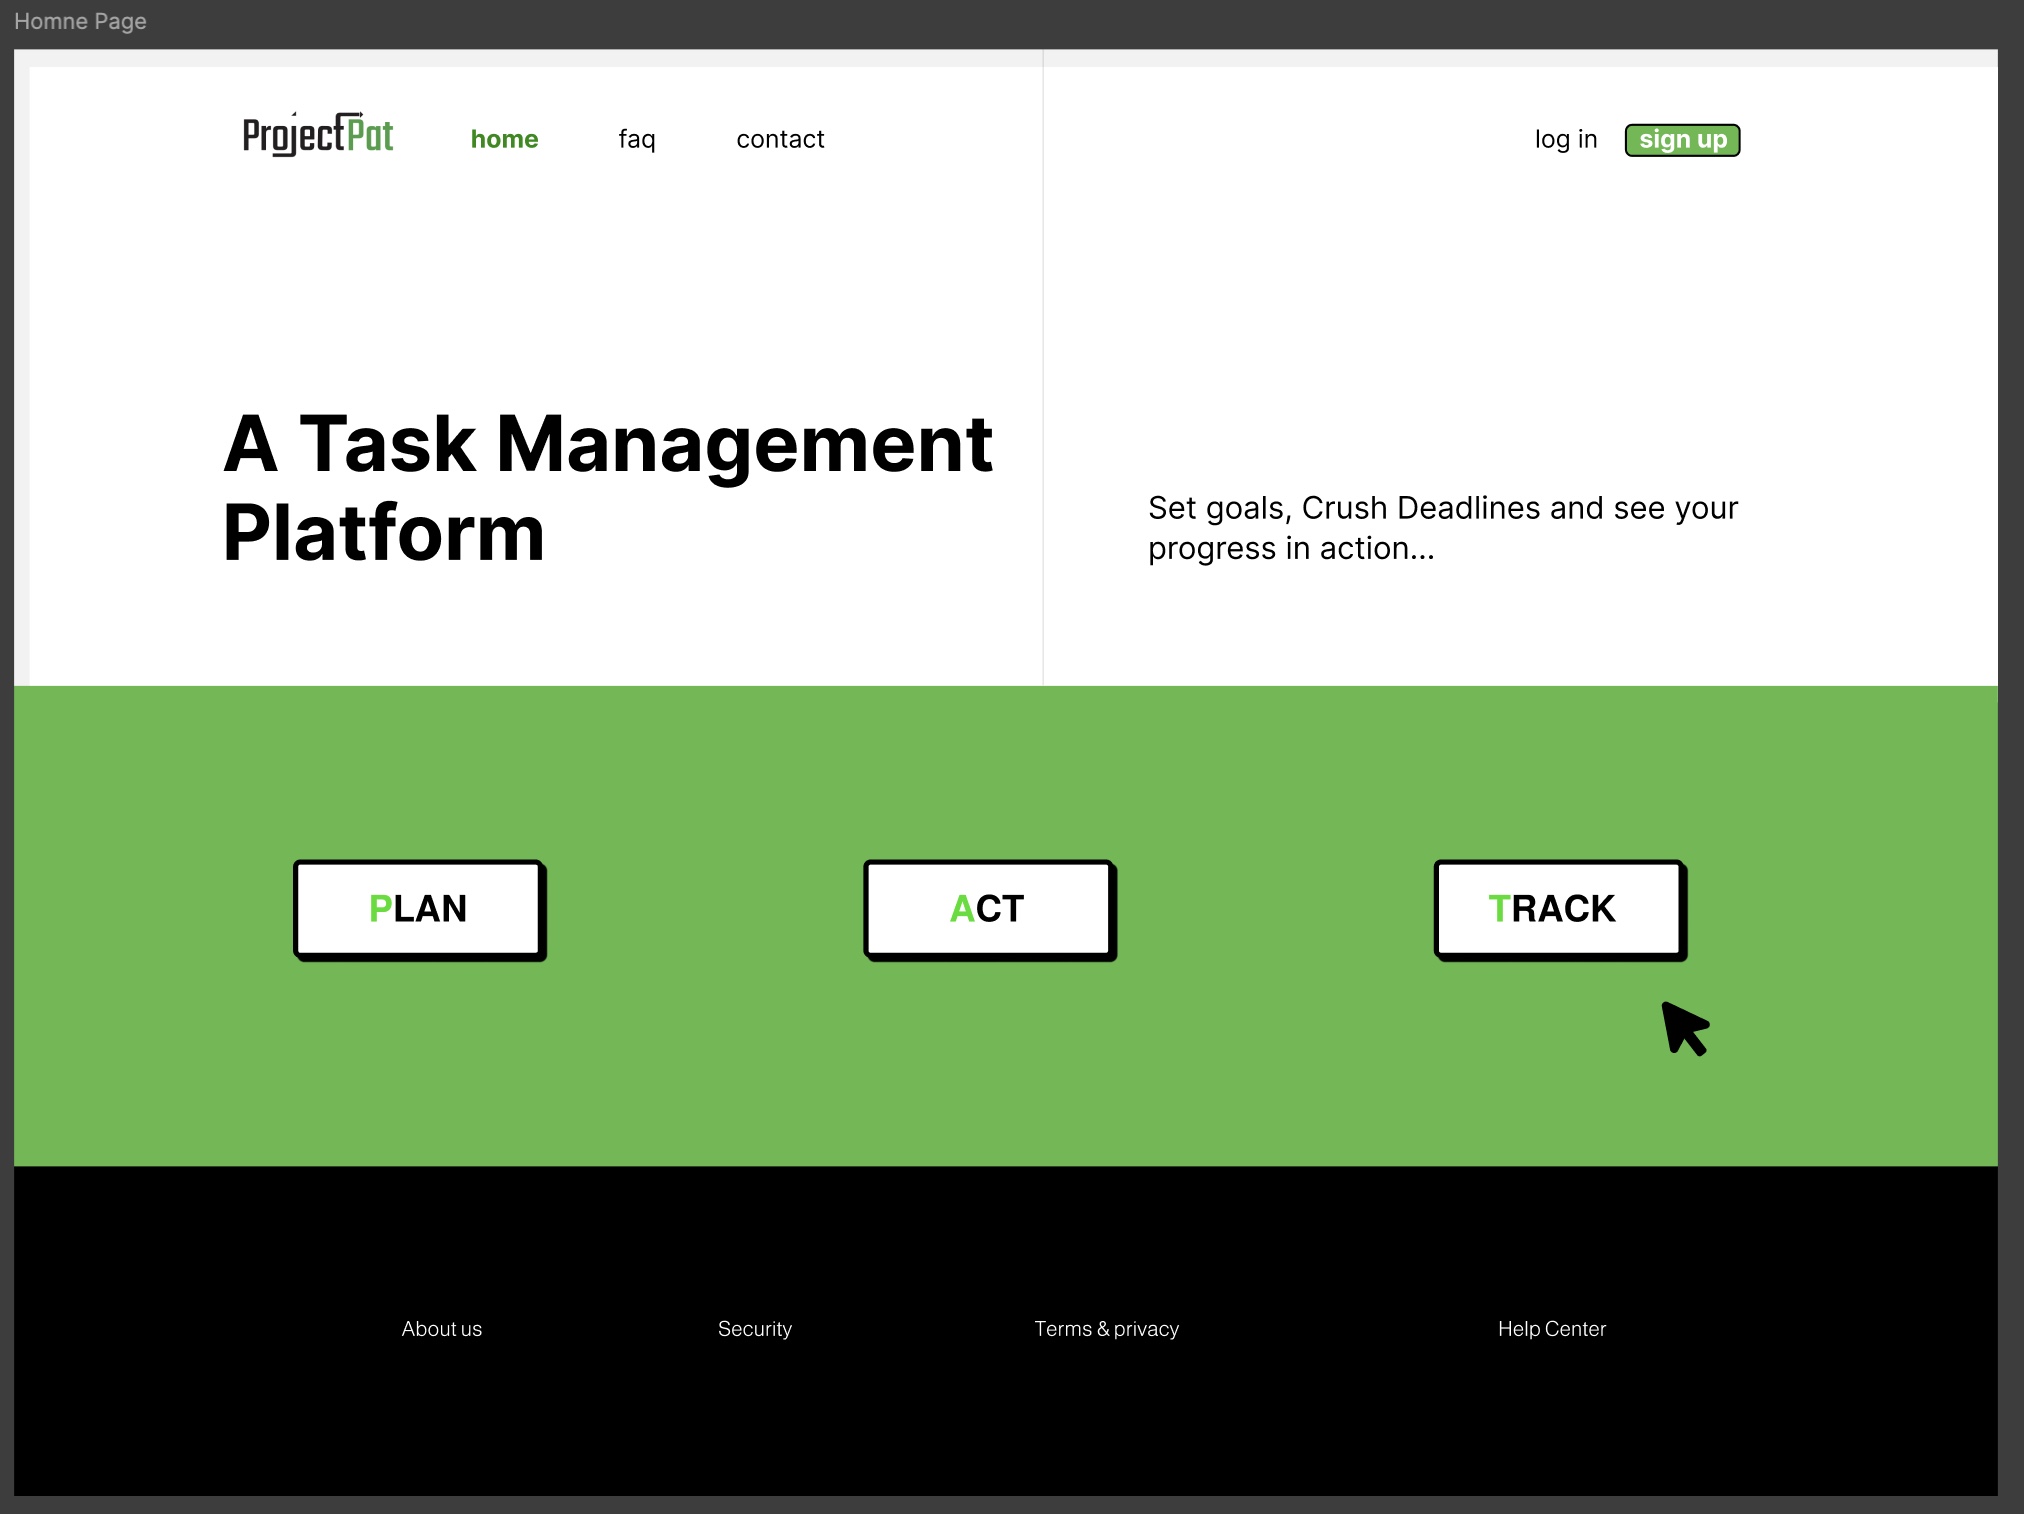 Homne Page
ProjectPat home faq contact log in sign up
A Task Management
Platform
Set goals, Crush Deadlines and see your
progress in action...
PLAN ACT TRACK
About us Security Terms & privacy Help Center